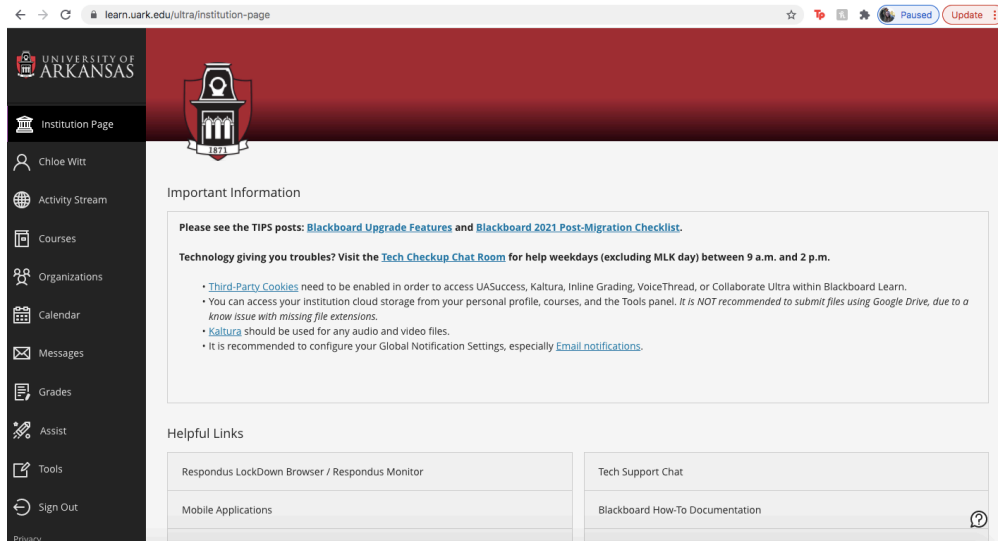 learn.uark.edu/ultra/institution-page
Tp
Paused
Update
UNIVERSITY OF
ARKANSAS
1871
Institution Page
Chloe Witt
Activity Stream
Courses
Organizations
Calendar
Messages
Grades
Assist
Tools
Sign Out
Privacy
Important Information
Please see the TIPS posts: Blackboard Upgrade Features and Blackboard 2021 Post-Migration Checklist.
Technology giving you troubles? Visit the Tech Checkup Chat Room for help weekdays (excluding MLK day) between 9 a.m. and 2 p.m.
• Third-Party Cookies need to be enabled in order to access UASuccess, Kaltura, Inline Grading, VoiceThread, or Collaborate Ultra within Blackboard Learn.
• You can access your institution cloud storage from your personal profile, courses, and the Tools panel. It is NOT recommended to submit files using Google Drive, due to a
know issue with missing file extensions.
• Kaltura should be used for any audio and video files.
• It is recommended to configure your Global Notification Settings, especially Email notifications.
Helpful Links
Respondus LockDown Browser / Respondus Monitor
Tech Support Chat
Mobile Applications
Blackboard How-To Documentation